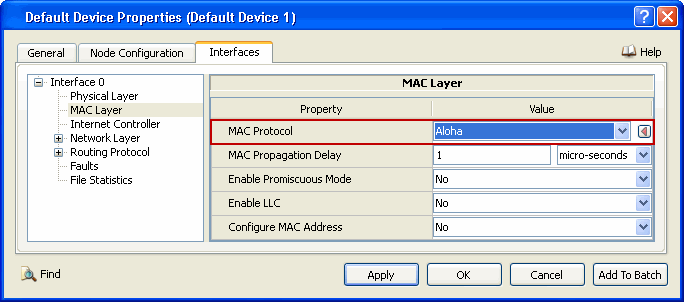 Default Device Properties (Default Device 1)
General Node Configuration Interfaces Help
Interface 0
Physical Layer
MAC Layer
Internet Controller
Network Layer
Routing Protocol
Faults
File Statistics
MAC Layer
Property Value
MAC Protocol Aloha
MAC Propagation Delay 1 micro-seconds
Enable Promiscuous Mode No
Enable LLC No
Configure MAC Address No
Find Apply OK Cancel Add To Batch